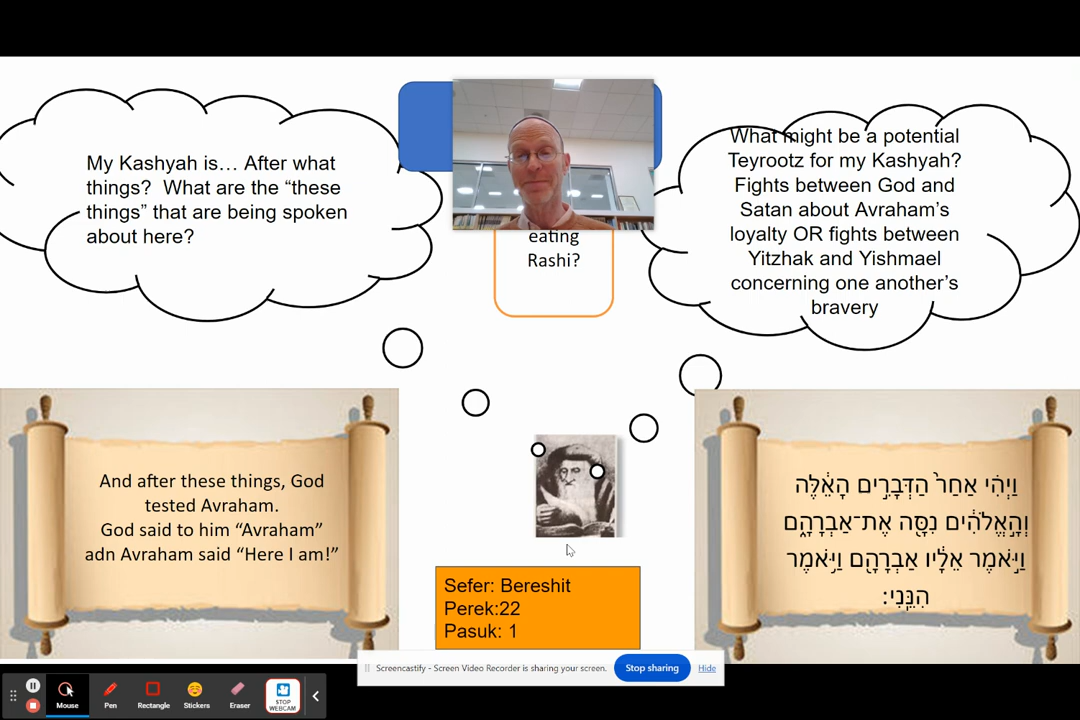 My Kashyah is… After what
things?  What are the “these
things” that are being spoken
about here?
eating
Rashi?
What might be a potential
Teyrootz for my Kashyah?
Fights between God and
Satan about Avraham’s
loyalty OR fights between
Yitzhak and Yishmael
concerning one another’s
bravery
And after these things, God
tested Avraham.
God said to him “Avraham”
adn Avraham said “Here I am!”
Sefer: Bereshit
Perek:22
Pasuk: 1
וַיְהִ֗י אַחַר֙ הַדְּבָרִ֣ים הָאֵ֔לֶּה
וְהָ֣אֱלֹהִ֔ים נִסָּ֖ה אֶת־אַבְרָהָ֑ם
וַיֹּ֣אמֶר אֵלָ֔יו אַבְרָהָ֖ם וַיֹּ֥אמֶר
הִנֵּֽנִי׃
Screencastify - Screen Video Recorder is sharing your screen.
Stop sharing
Hide
Mouse
Pen
Rectangle
Stickers
Eraser
STOP
WEBCAM